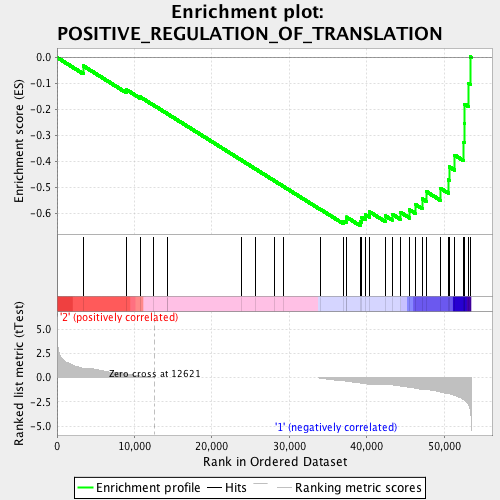 Enrichment plot:
POSITIVE_REGULATION_OF_TRANSLATION
Enrichment score (ES)
0.0
-0.1
-0.2
-0.3
-0.4
-0.5
-0.6
'2' (positively correlated)
Ranked list metric (tTest)
5.0
2.5
0.0
-2.5
-5.0
Zero cross at 12621
'1' (negatively correlated)
0
10,000
20,000
30,000
40,000
50,000
Rank in Ordered Dataset
Enrichment profile
Hits
Ranking metric scores